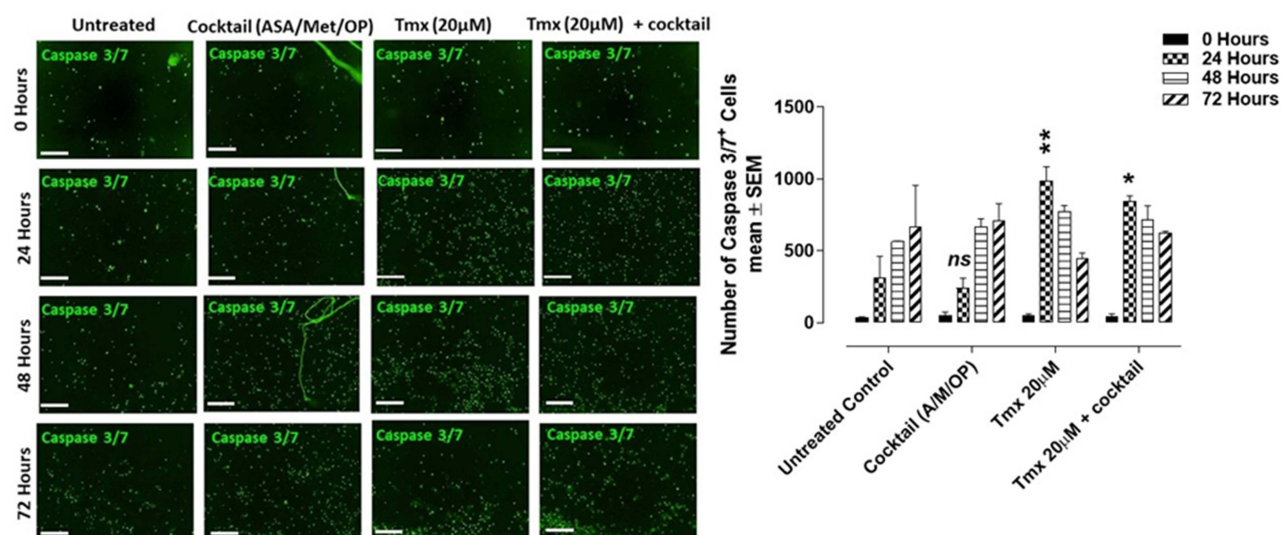 Untreated
Cocktail (ASA/Met/OP)
Tmx (20μM)
Tmx (20μM) + cocktail
0 Hours
Caspase 3/7
Caspase 3/7
Caspase 3/7
Caspase 3/7
24 Hours
Caspase 3/7
Caspase 3/7
Caspase 3/7
Caspase 3/7
48 Hours
Caspase 3/7
Caspase 3/7
Caspase 3/7
Caspase 3/7
72 Hours
Caspase 3/7
Caspase 3/7
Caspase 3/7
Caspase 3/7
0 Hours
24 Hours
48 Hours
72 Hours
Number of Caspase 3/7+ Cells
mean ± SEM
1500
1000
500
0
ns
**
*
Untreated Control
Cocktail (A/M/OP)
Tmx 20μM
Tmx 20μM + cocktail